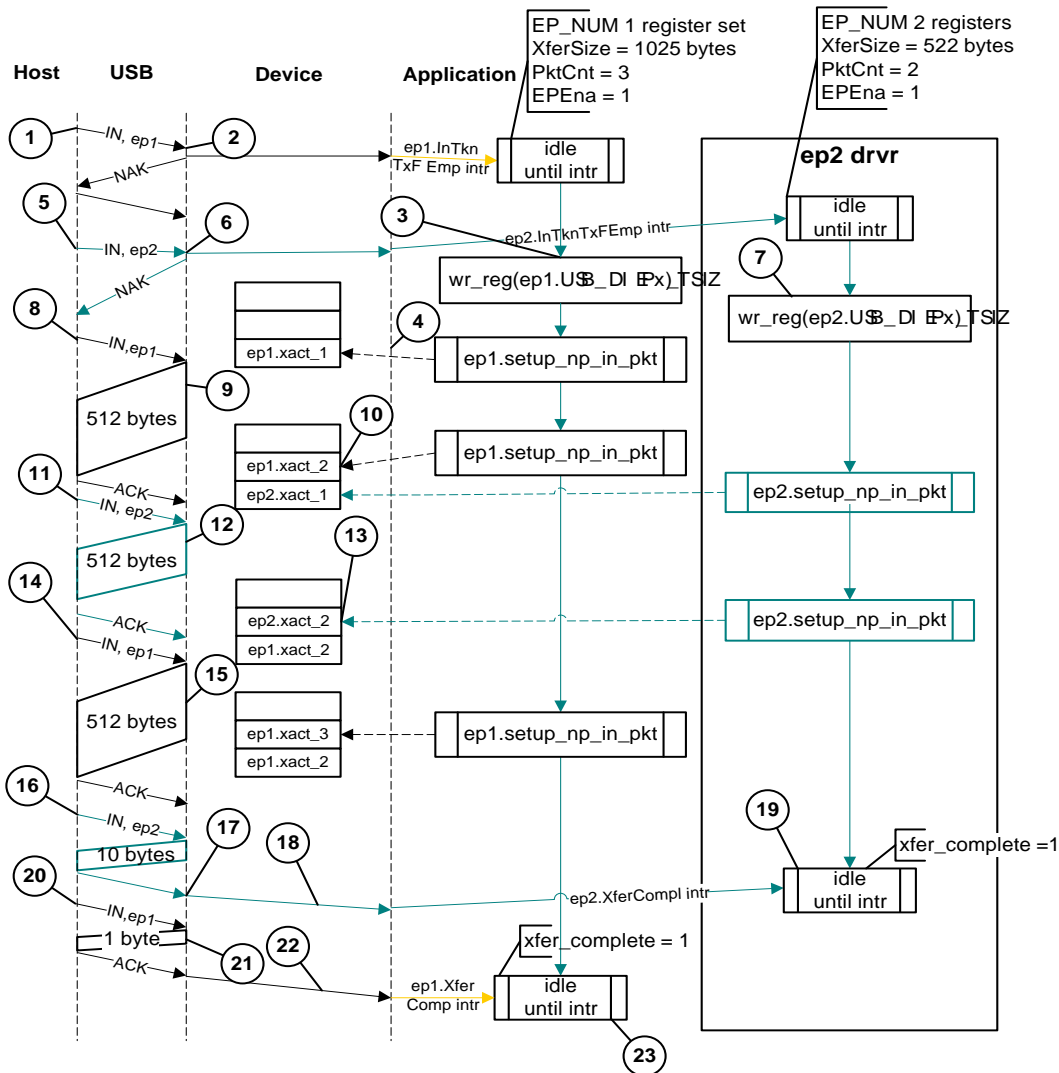 EP_NUM 1 register set
XferSize = 1025 bytes
PktCnt = 3
EPEna = 1
EP_NUM 2 registers
XferSize = 522 bytes
PktCnt = 2
EPEna = 1
Host
USB
Device
Application
1
IN, ep1
2
ep1.InTkn
TxF Emp intr
idle
until intr
ep2 drvr
NAK
5
6
3
idle
until intr
IN, ep2
ep2.InTknTxFEmp intr
7
NAK
wr_reg(ep1.USB_DIEPx)_TSIZ
wr_reg(ep2.USB_DIEPx)_TSIZ
8
IN,ep1
4
ep1.xact_1
ep1.setup_np_in_pkt
9
512 bytes
10
ep1.xact_2
ep2.xact_1
ep1.setup_np_in_pkt
11
ACK
ep2.setup_np_in_pkt
IN, ep2
12
512 bytes
13
14
ep2.xact_2
ep1.xact_2
ep2.setup_np_in_pkt
ACK
IN, ep1
15
512 bytes
ep1.xact_3
ep1.xact_2
ep1.setup_np_in_pkt
16
ACK
IN, ep2
17
18
19
xfer_complete =1
10 bytes
idle
until intr
20
ep2.XferCompl intr
IN,ep1
1 byte
21
22
xfer_complete = 1
ACK
ep1.Xfer
Comp intr
idle
until intr
23